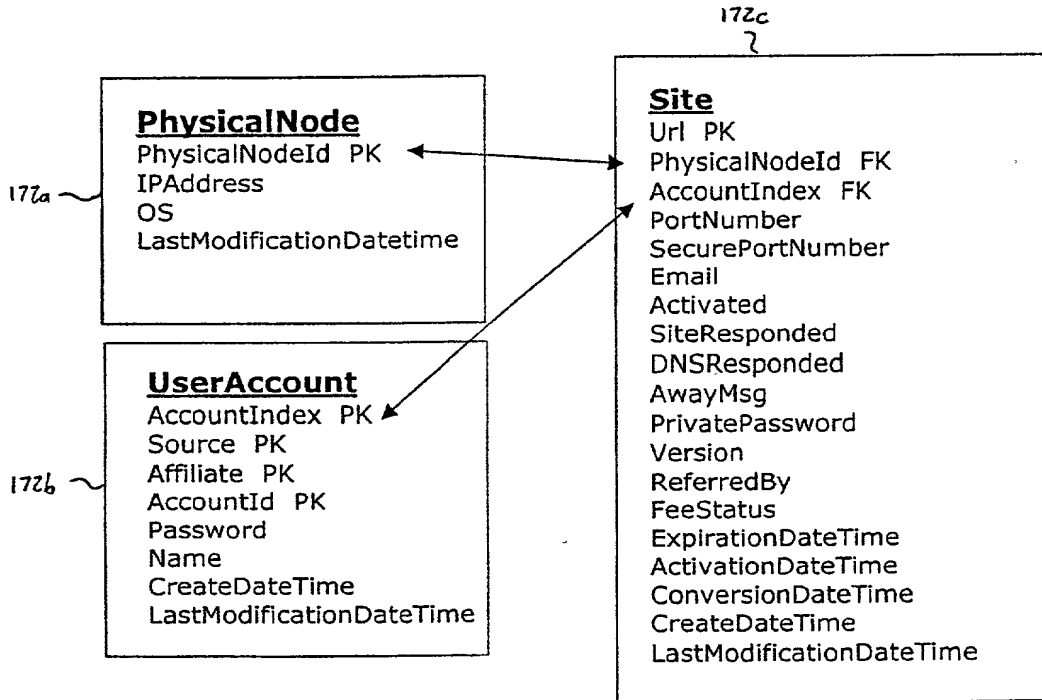 172c
172a
PhysicalNode
PhysicalNodeId PK
IPAddress
OS
LastModificationDatetime
172b
UserAccount
AccountIndex PK
Source PK
Affiliate PK
AccountId PK
Password
Name
CreateDateTime
LastModificationDateTime
Site
Url PK
PhysicalNodeId FK
AccountIndex FK
PortNumber
SecurePortNumber
Email
Activated
SiteResponded
DNSResponded
AwayMsg
PrivatePassword
Version
ReferredBy
FeeStatus
ExpirationDateTime
ActivationDateTime
ConversionDateTime
CreateDateTime
LastModificationDateTime